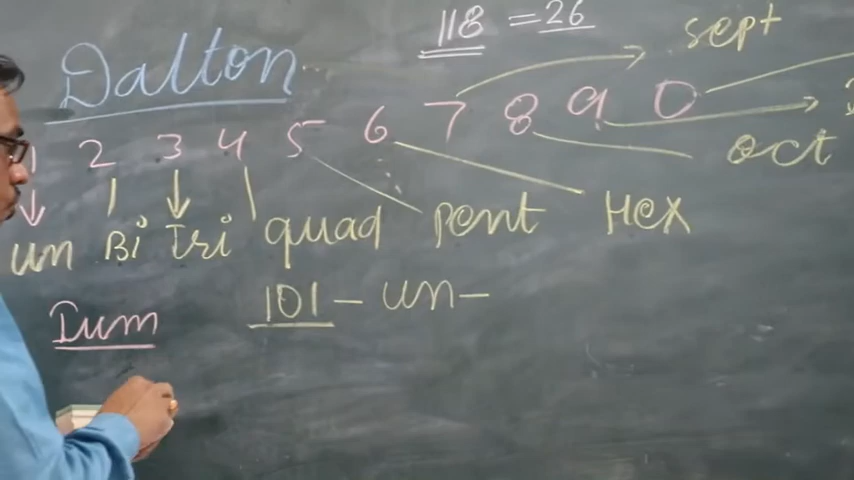 118 = 26
sept
Dalton
1 2 3 4 5 6 7 8 9 0
oct
un Bi Tri quad pent Hex
Ium
101 - un -